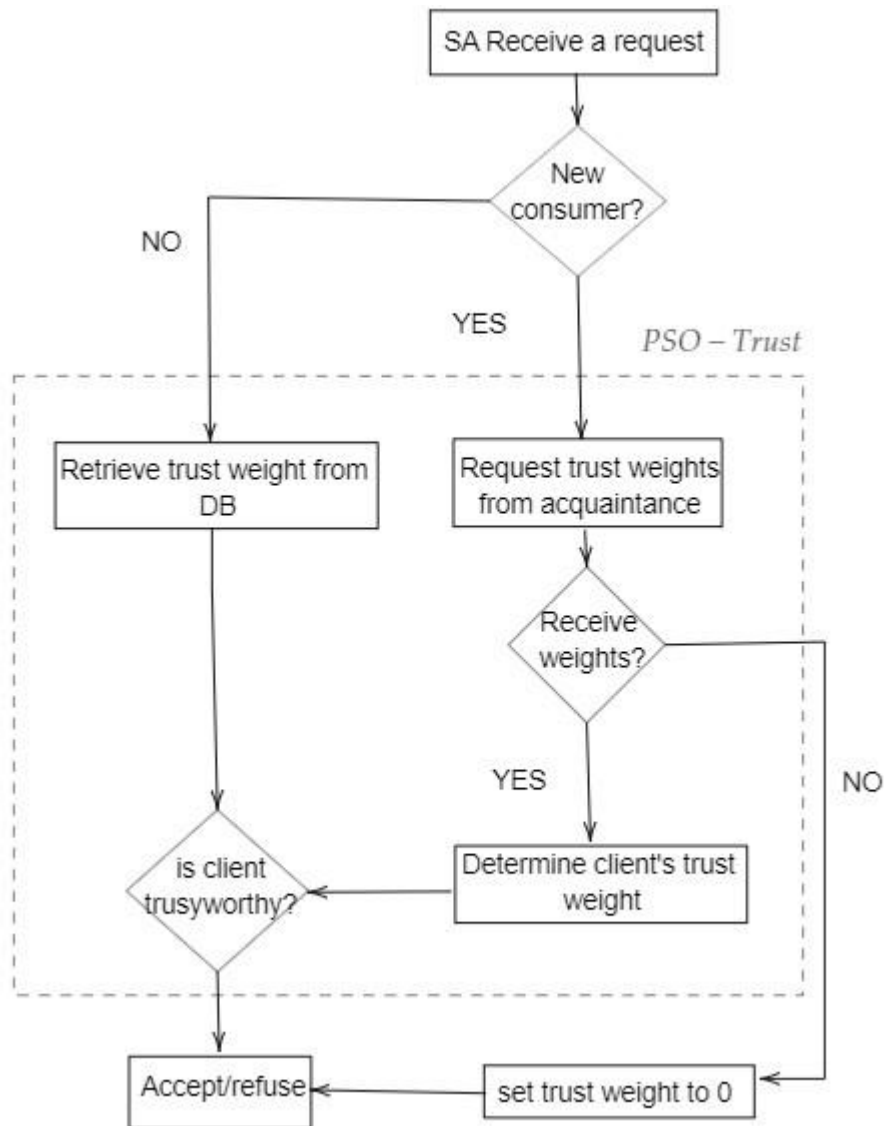 SA Receive a request
New
consumer?
NO
YES
PSO – Trust
Retrieve trust weight from
DB
Request trust weights
from acquaintance
Receive
weights?
YES
NO
is client
trusyworthy?
Determine client's trust
weight
Accept/refuse
set trust weight to 0